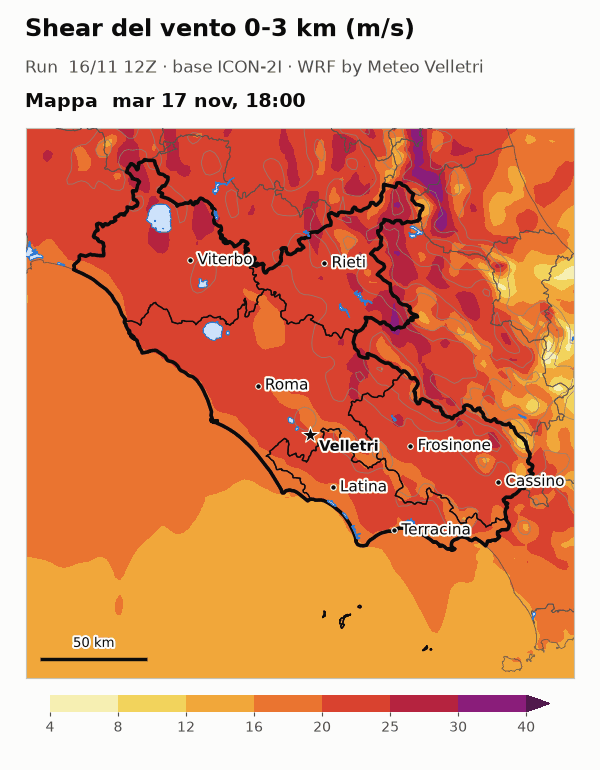 Shear del vento 0-3 km (m/s)
Run  16/11 12Z · base ICON-2I · WRF by Meteo Velletri
Mappa  mar 17 nov, 18:00
Viterbo
Rieti
Roma
Velletri
Frosinone
Cassino
Latina
Terracina
50 km
4 8 12 16 20 25 30 40